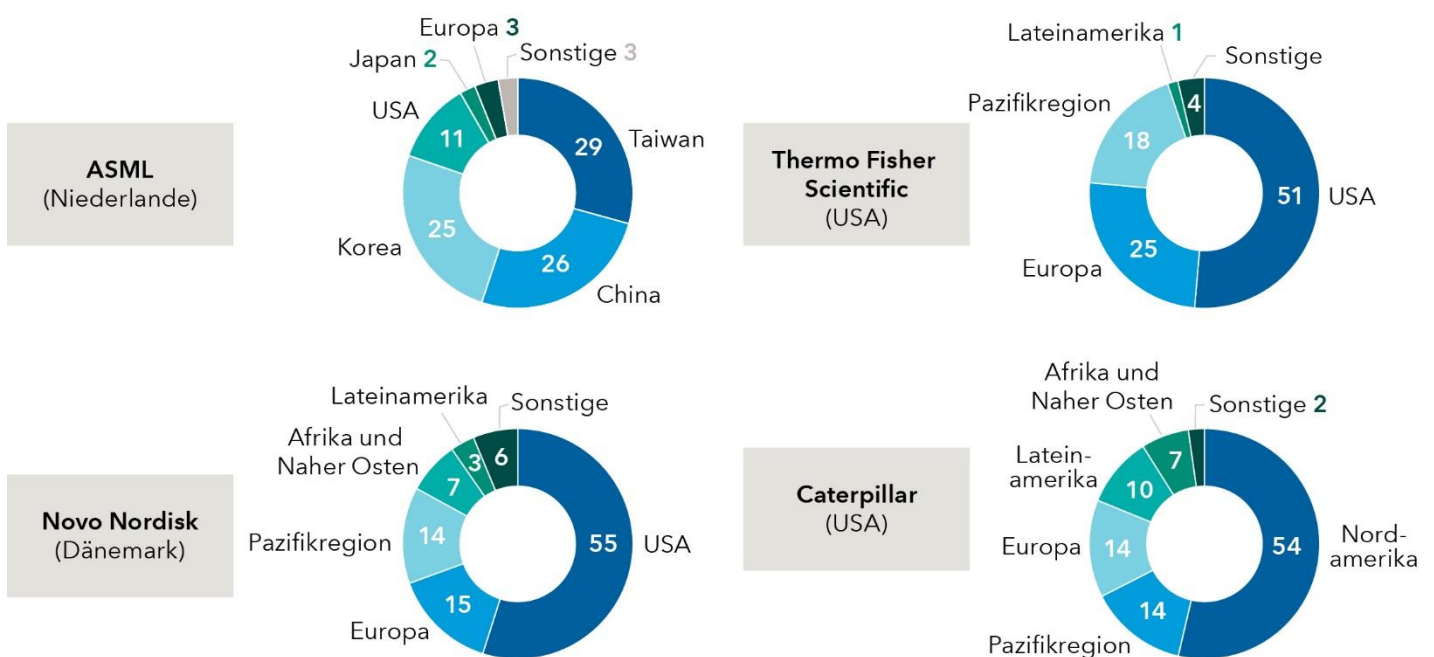 ASML
(Niederlande)
Europa 3
Japan 2
Sonstige 3
USA
11
29
Taiwan
Korea
25
26
China
Thermo Fisher
Scientific
(USA)
Lateinamerika 1
Sonstige
Pazifikregion
4
18
51
USA
Europa
25
Novo Nordisk
(Dänemark)
Lateinamerika
Sonstige
Afrika und
Naher Osten
3
6
7
Pazifikregion
14
55
USA
15
Europa
Caterpillar
(USA)
Afrika und
Naher Osten
Sonstige 2
Latein-
amerika
7
10
Europa
14
54
Nord-
amerika
14
Pazifikregion